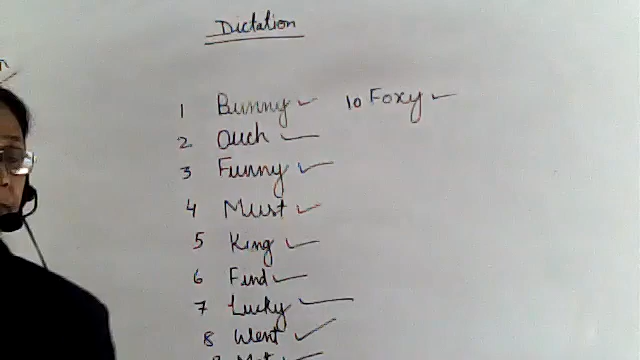 Dictation
1 Bunny 10 Foxy
2 Ouch
3 Funny
4 Must
5 King
6 Find
7 Lucky
8 Went